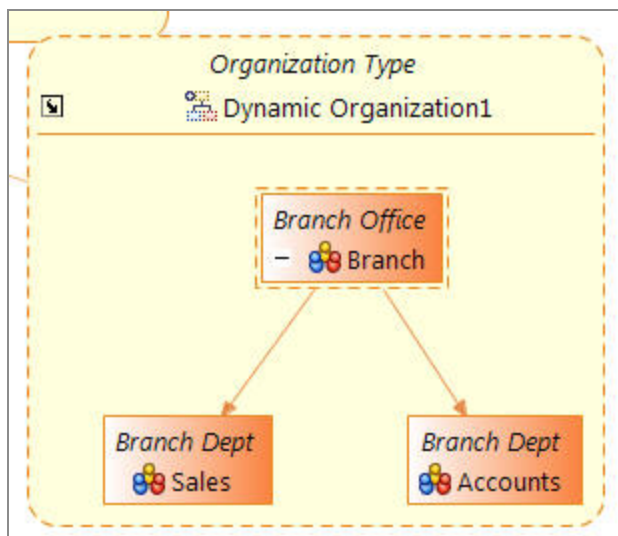 Organization Type
Dynamic Organization1
Branch Office
Branch
Branch Dept
Sales
Branch Dept
Accounts